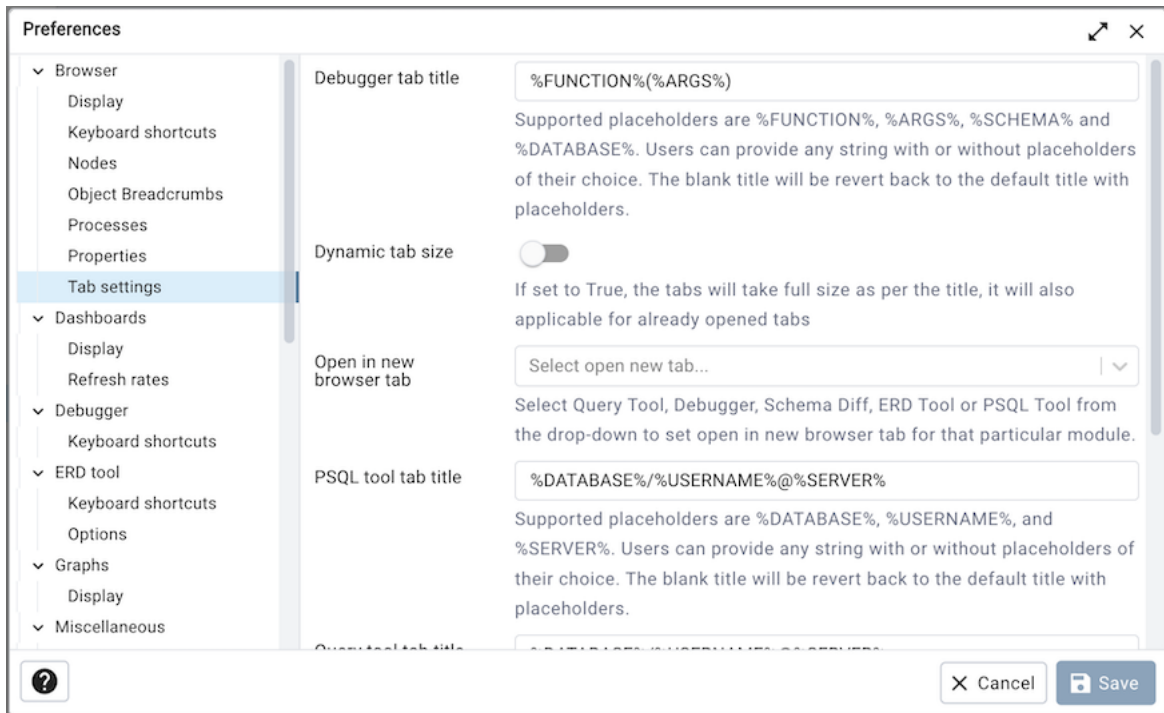 Preferences
Browser
Display
Keyboard shortcuts
Nodes
Object Breadcrumbs
Processes
Properties
Tab settings
Dashboards
Display
Refresh rates
Debugger
Keyboard shortcuts
ERD tool
Keyboard shortcuts
Options
Graphs
Display
Miscellaneous
Debugger tab title
%FUNCTION%(%ARGS%)
Supported placeholders are %FUNCTION%, %ARGS%, %SCHEMA% and
%DATABASE%. Users can provide any string with or without placeholders
of their choice. The blank title will be revert back to the default title with
placeholders.
Dynamic tab size
If set to True, the tabs will take full size as per the title, it will also
applicable for already opened tabs
Open in new
browser tab
Select open new tab...
Select Query Tool, Debugger, Schema Diff, ERD Tool or PSQL Tool from
the drop-down to set open in new browser tab for that particular module.
PSQL tool tab title
%DATABASE%/%USERNAME%@%SERVER%
Supported placeholders are %DATABASE%, %USERNAME%, and
%SERVER%. Users can provide any string with or without placeholders of
their choice. The blank title will be revert back to the default title with
placeholders.
Query tool tab title
%DATABASE%/%USERNAME%@%SERVER%
?
Cancel
Save